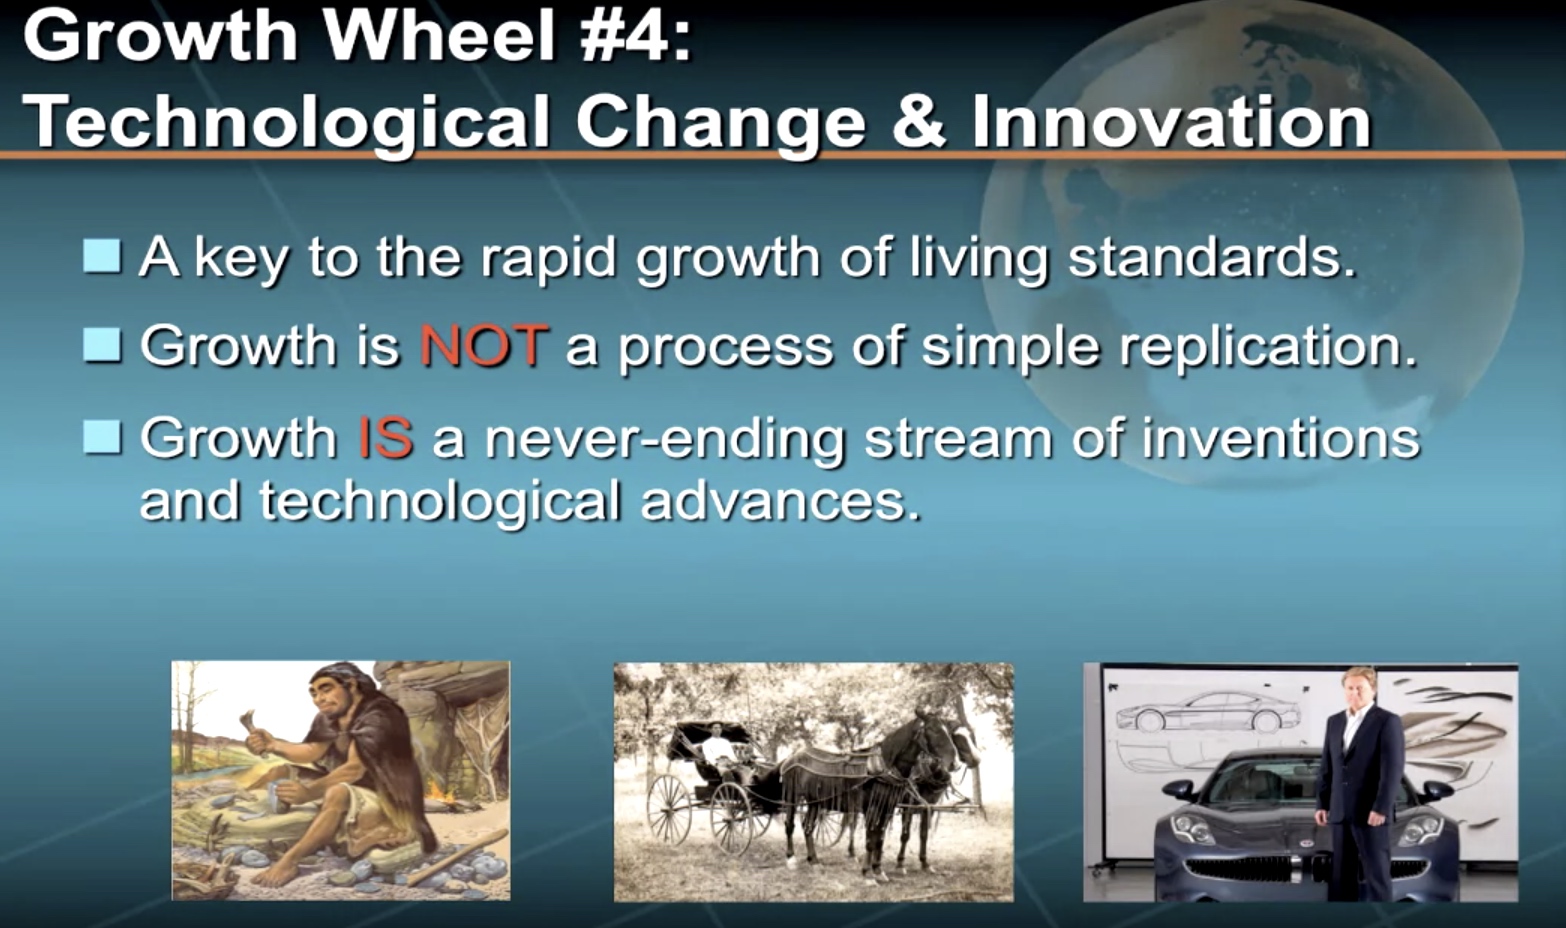 Growth Wheel #4:
Technological Change & Innovation
A key to the rapid growth of living standards.
Growth is NOT a process of simple replication.
Growth IS a never-ending stream of inventions
and technological advances.